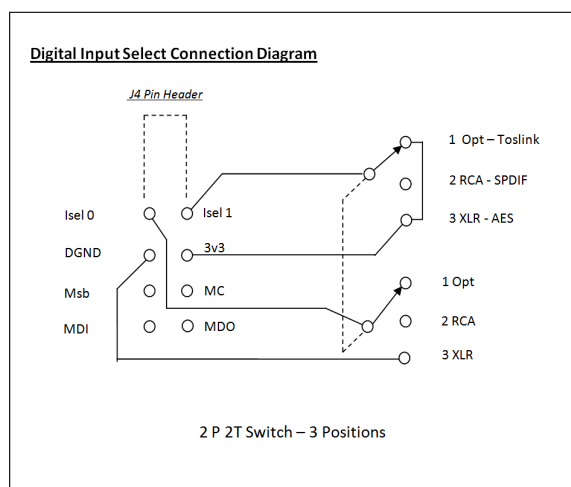 Digital Input Select Connection Diagram
J4 Pin Header
1 Opt – Toslink
2 RCA - SPDIF
3 XLR - AES
Isel 0
Isel 1
DGND
3v3
Msb
MC
MDI
MDO
1 Opt
2 RCA
3 XLR
2 P 2T Switch – 3 Positions